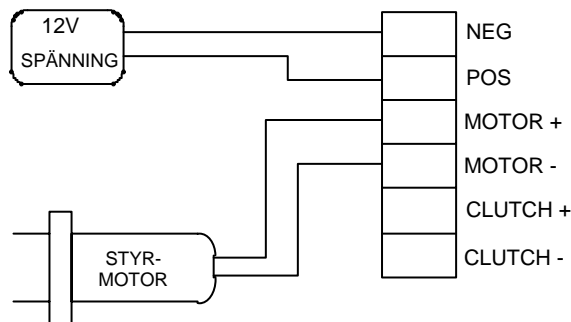 12V
SPÄNNING
NEG
POS
MOTOR +
MOTOR -
CLUTCH +
CLUTCH -
STYR-
MOTOR